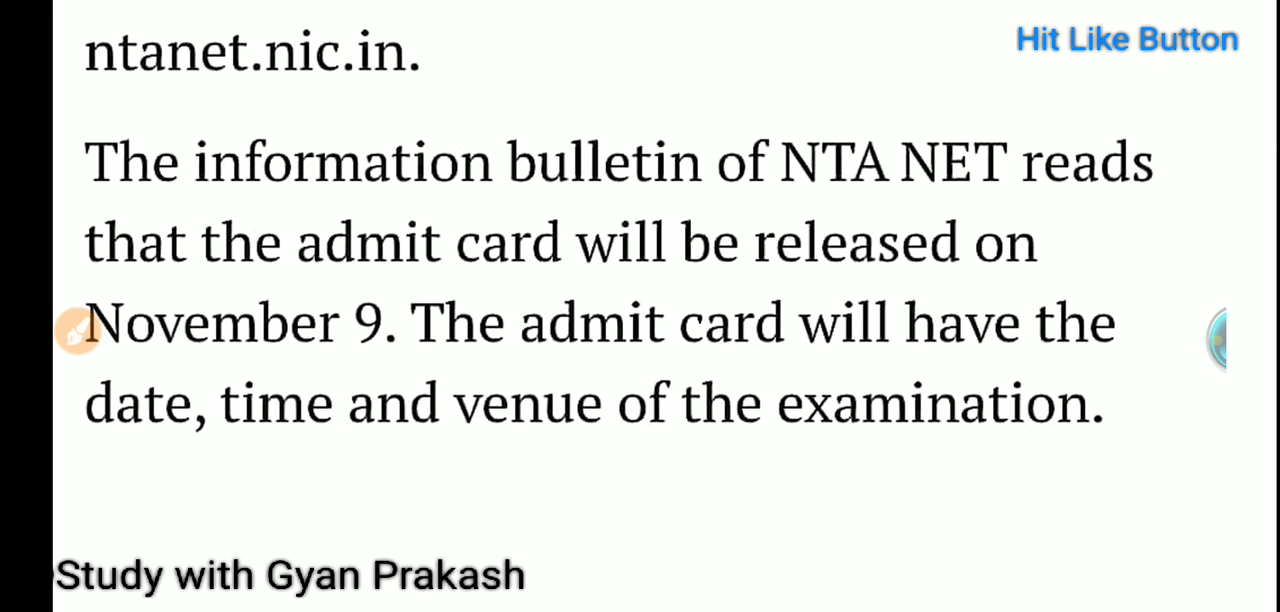 ntanet.nic.in.
Hit Like Button
The information bulletin of NTA NET reads
that the admit card will be released on
November 9. The admit card will have the
date, time and venue of the examination.
Study with Gyan Prakash